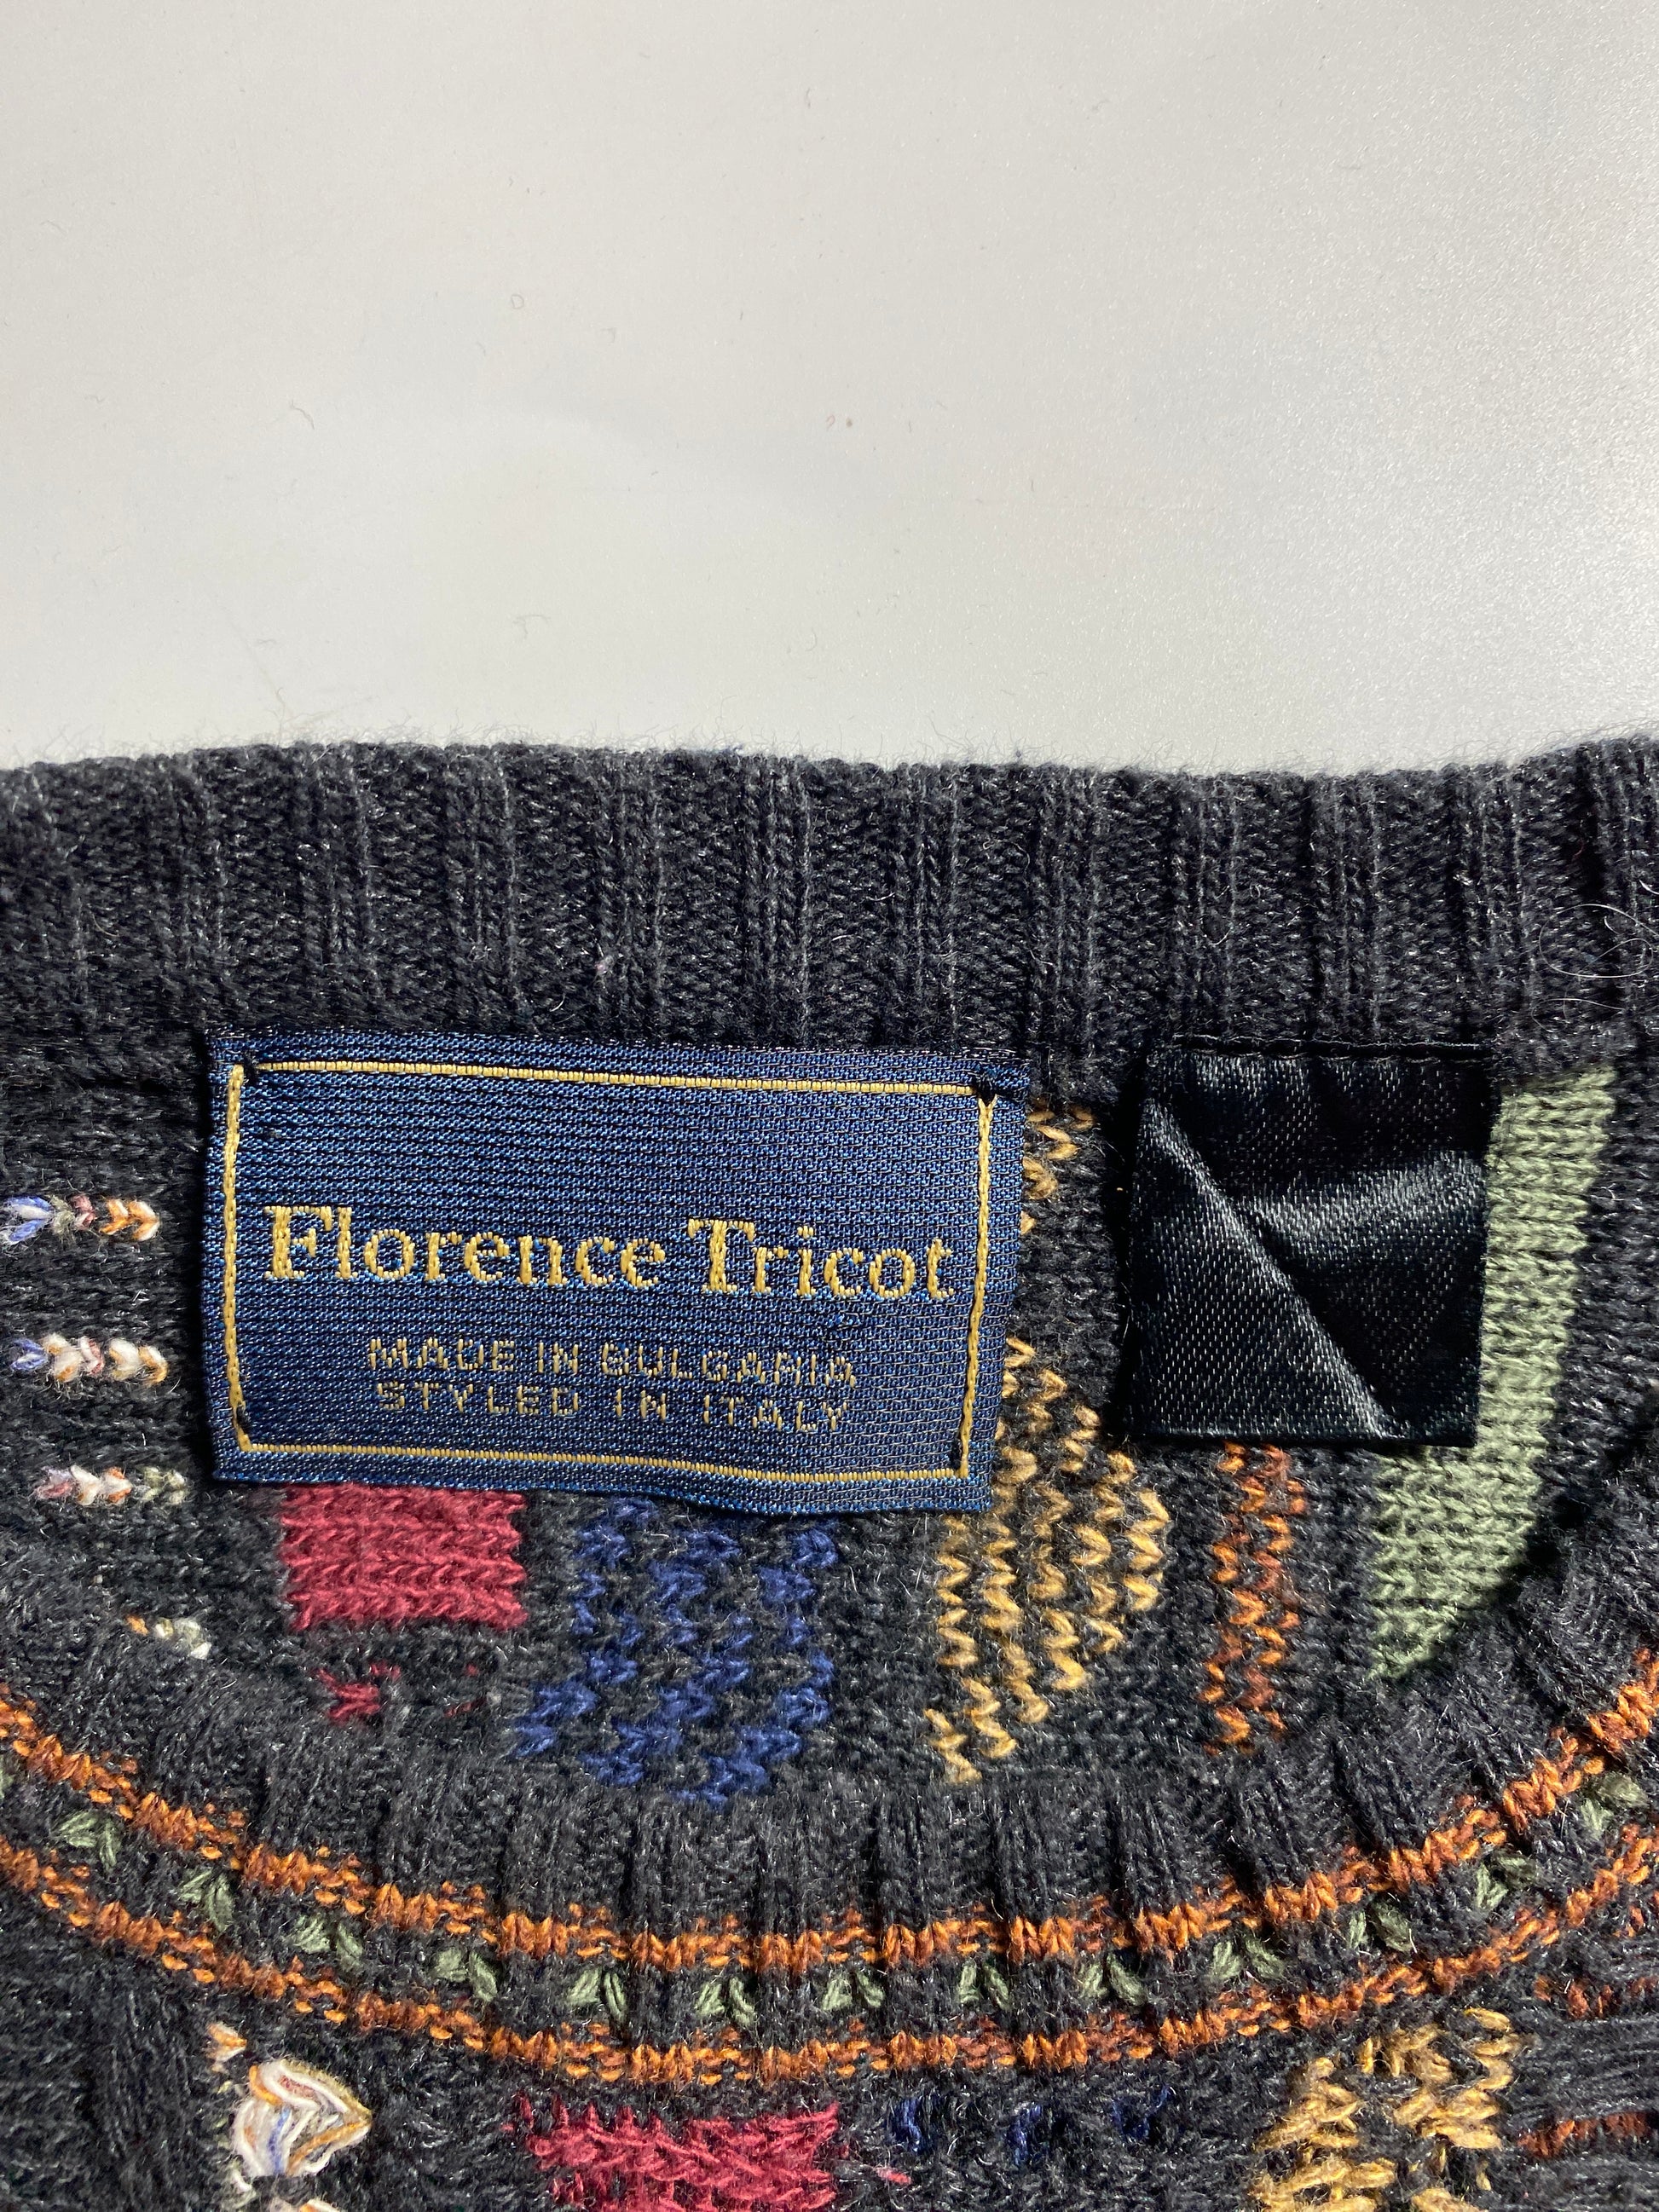 Florence Tricot
MADE IN BULGARIA
STYLED IN ITALY